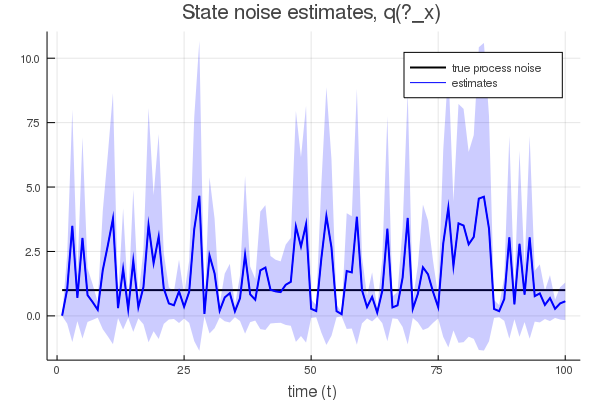 State noise estimates, q(?_x)
true process noise
estimates
10.0
7.5
5.0
2.5
0.0
0
25
50
75
100
time (t)